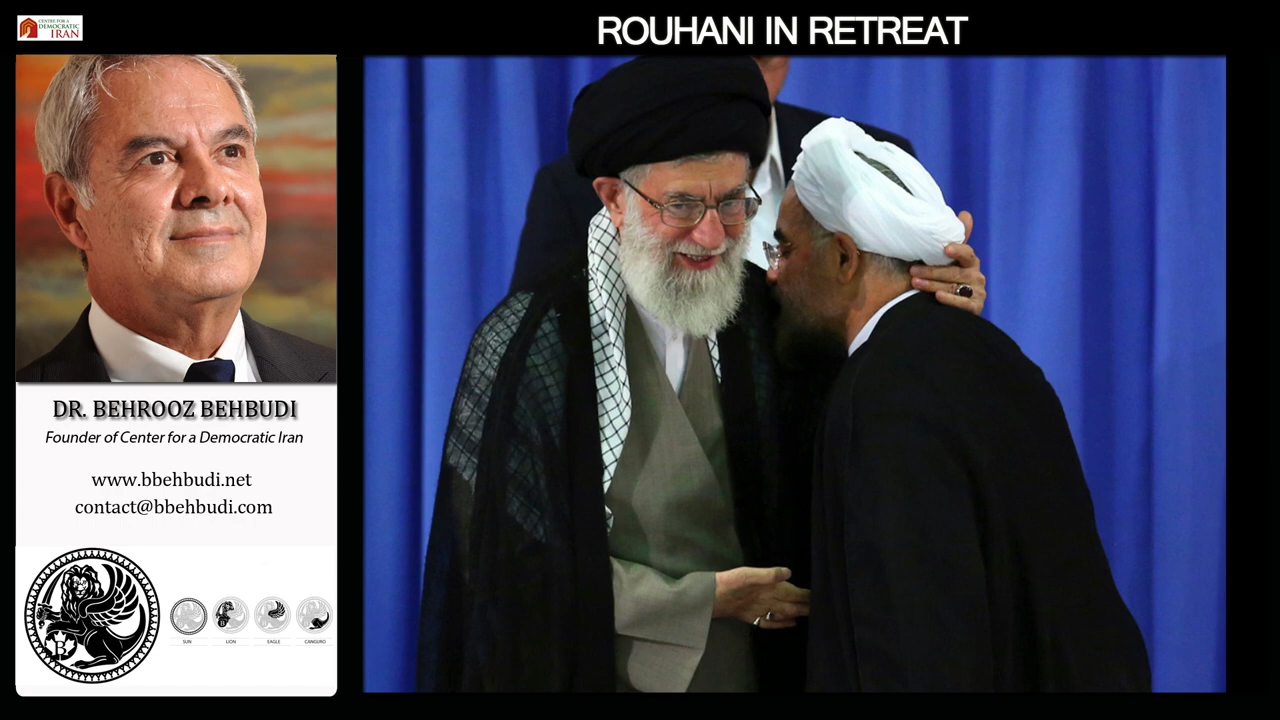 CENTRE FOR A
DEMOCRATIC
IRAN
ROUHANI IN RETREAT
DR. BEHROOZ BEHBUDI
Founder of Center for a Democratic Iran
www.bbehbudi.net
contact@bbehbudi.com
B
SUN LION EAGLE CANGURO